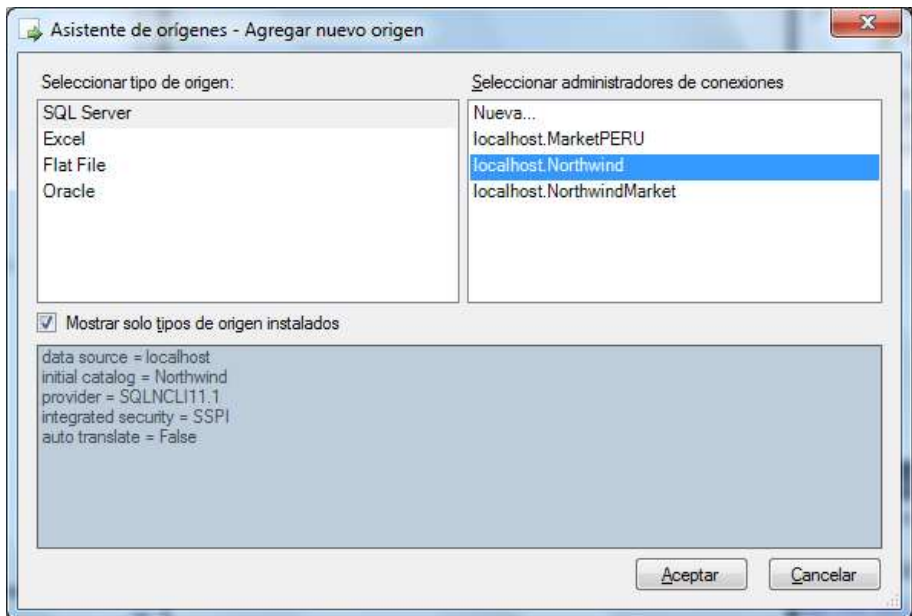 Asistente de orígenes - Agregar nuevo origen
Seleccionar tipo de origen:
SQL Server
Excel
Flat File
Oracle
Seleccionar administradores de conexiones
Nueva...
localhost.MarketPERU
localhost.Northwind
localhost.NorthwindMarket
Mostrar solo tipos de origen instalados
data source = localhost
initial catalog = Northwind
provider = SQLNCLI11.1
integrated security = SSPI
auto translate = False
Aceptar
Cancelar